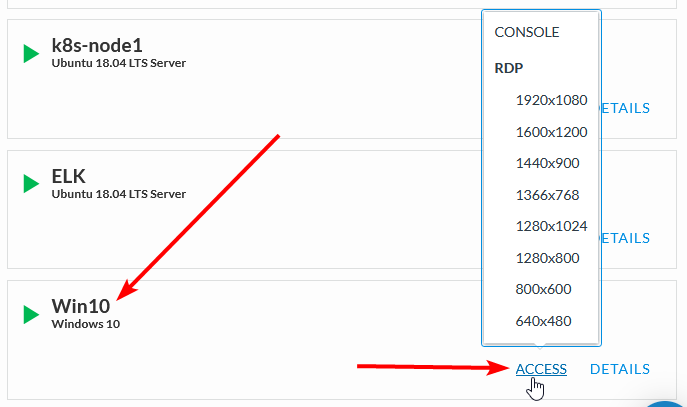 k8s-node1
Ubuntu 18.04 LTS Server
DETAILS
ELK
Ubuntu 18.04 LTS Server
DETAILS
Win10
Windows 10
CONSOLE
RDP
1920x1080
1600x1200
1440x900
1366x768
1280x1024
1280x800
800x600
640x480
ACCESS DETAILS